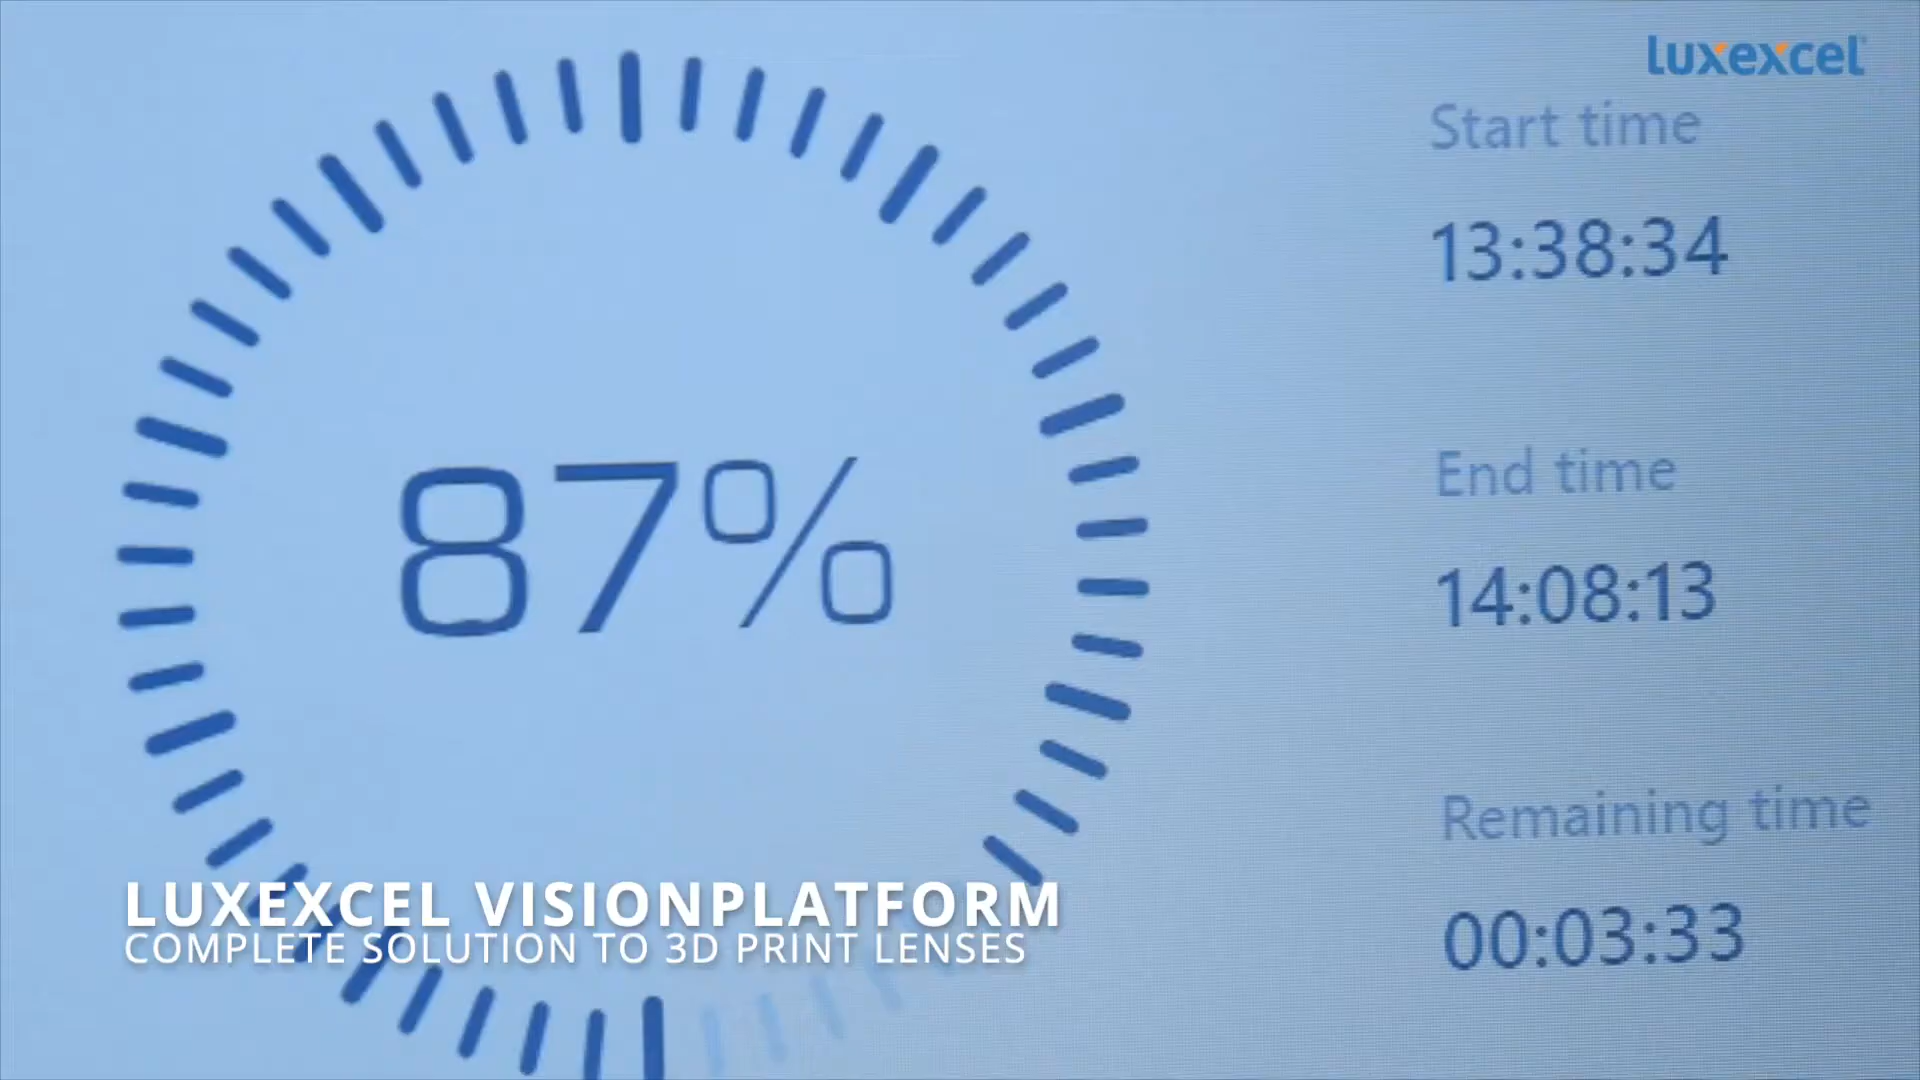 luxexcel
Start time
13:38:34
87%
End time
14:08:13
Remaining time
00:03:33
LUXEXCEL VISIONPLATFORM
COMPLETE SOLUTION TO 3D PRINT LENSES